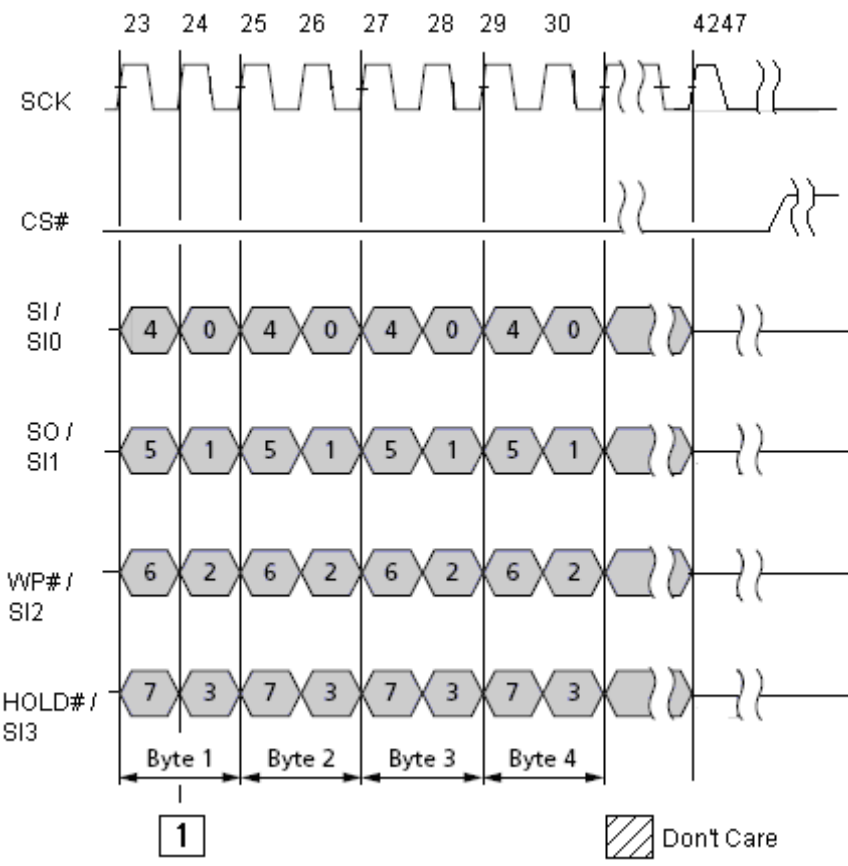 23 24 25 26 27 28 29 30 4247
SCK
CS#
SI /
SI0
4 0 4 0 4 0 4 0
SO /
SI1
5 1 5 1 5 1 5 1
WP# /
SI2
6 2 6 2 6 2 6 2
HOLD# /
SI3
7 3 7 3 7 3 7 3
Byte 1 Byte 2 Byte 3 Byte 4
1
Don't Care